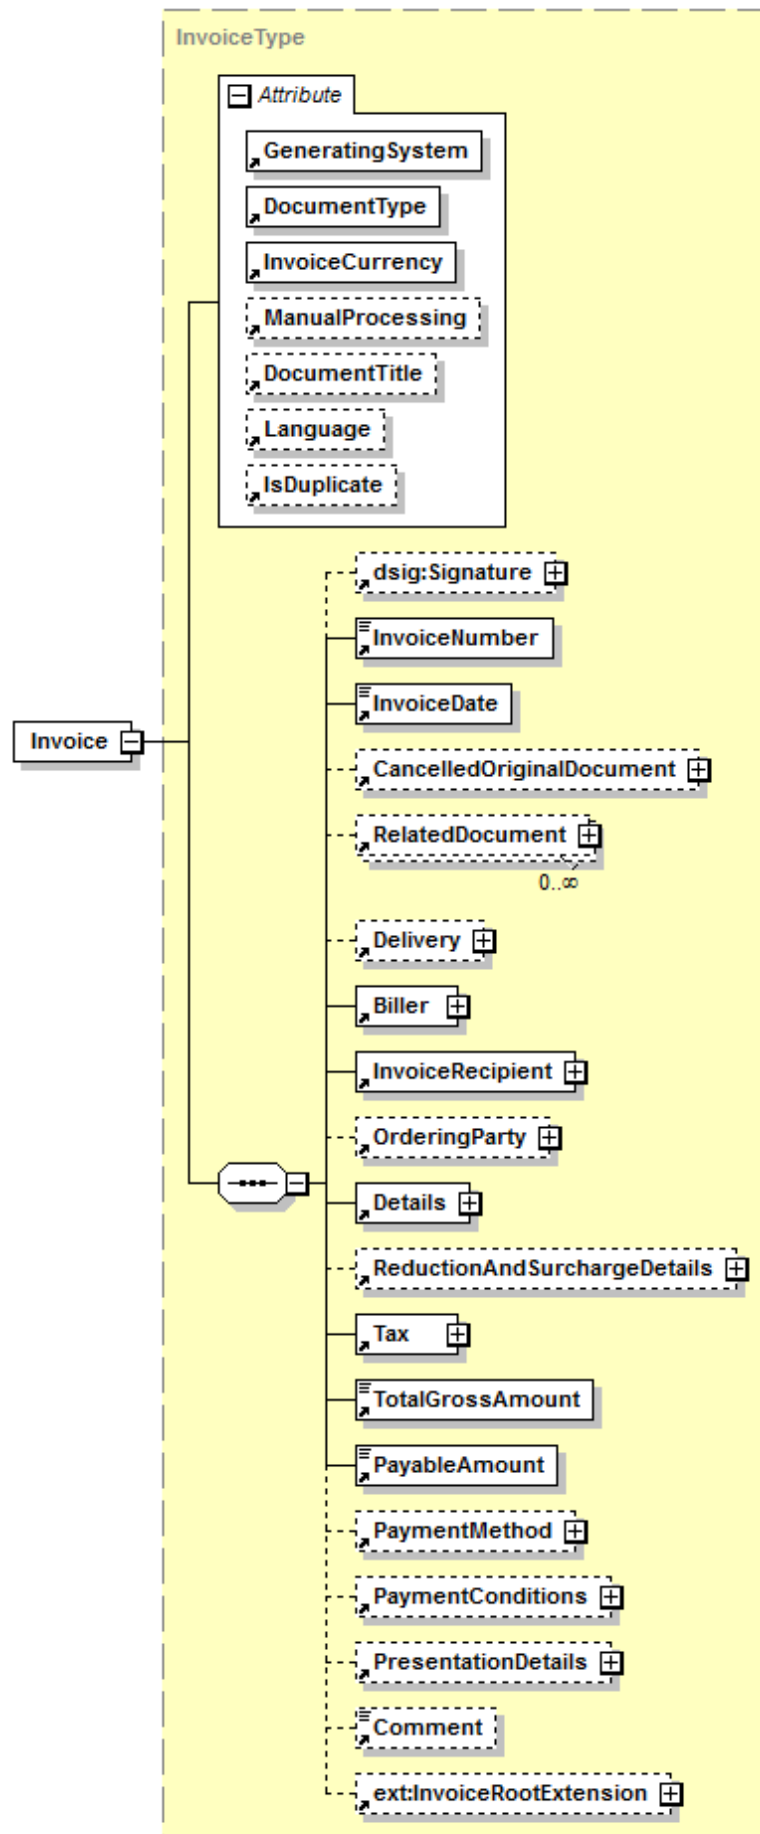 InvoiceType
Attribute
GeneratingSystem
DocumentType
InvoiceCurrency
ManualProcessing
DocumentTitle
Language
IsDuplicate
dsig:Signature
InvoiceNumber
InvoiceDate
Invoice
CancelledOriginalDocument
RelatedDocument
0..∞
Delivery
Biller
InvoiceRecipient
OrderingParty
Details
ReductionAndSurchargeDetails
Tax
TotalGrossAmount
PayableAmount
PaymentMethod
PaymentConditions
PresentationDetails
Comment
ext:InvoiceRootExtension